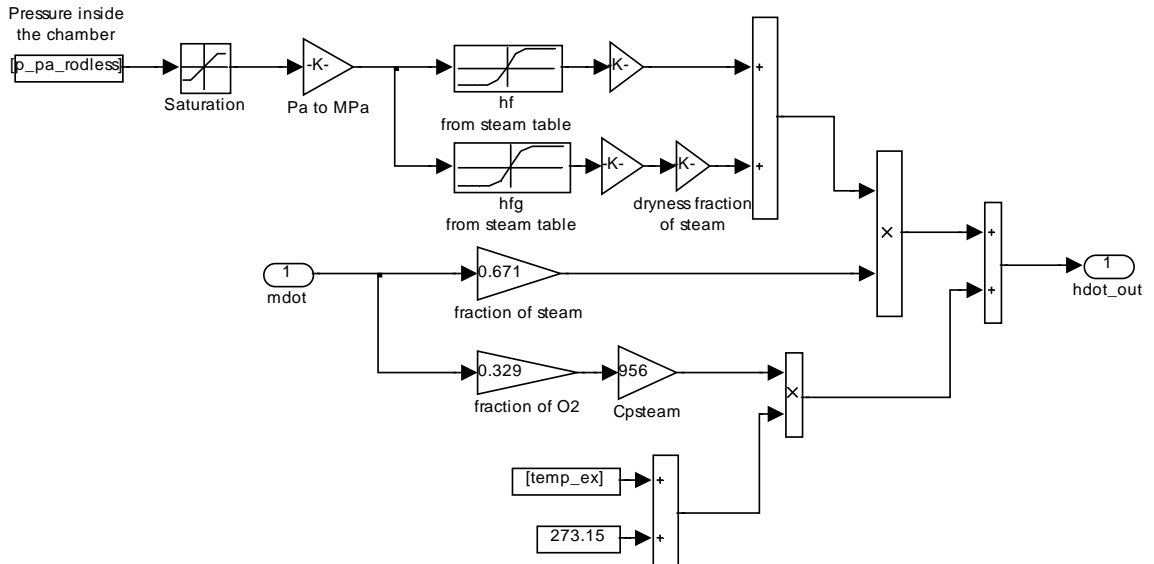 Pressure inside
the chamber
[p_pa_rodless]
Saturation
-K-
Pa to MPa
hf
from steam table
-K-
+
+
hfg
from steam table
-K-
-K-
dryness fraction
of steam
×
1
mdot
0.671
fraction of steam
+
+
1
hdot_out
0.329
fraction of O2
956
Cpsteam
×
[temp_ex]
+
273.15
+